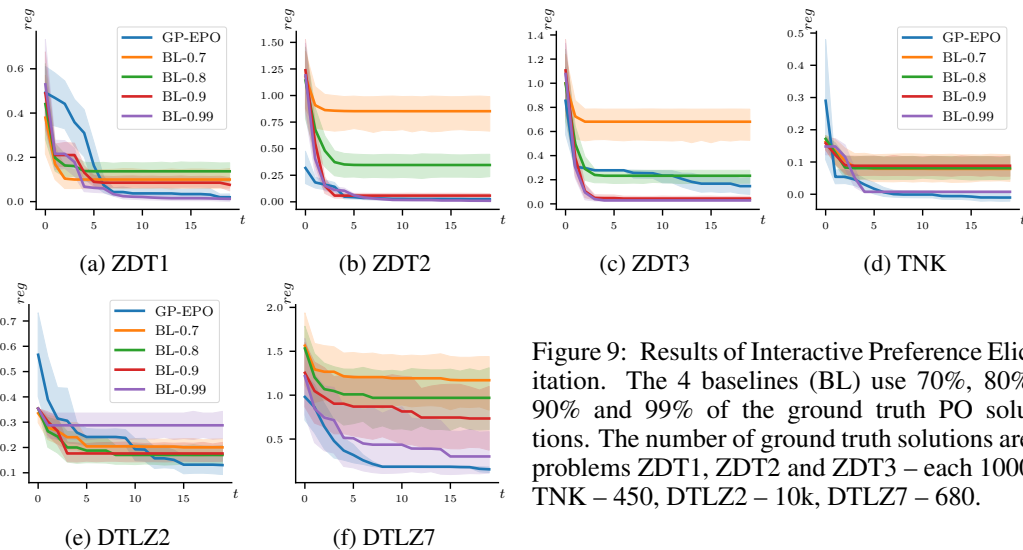 reg
0.6
0.4
0.2
0.0
0 5 10 15
t
GP-EPO
BL-0.7
BL-0.8
BL-0.9
BL-0.99
(a) ZDT1
reg
1.50
1.25
1.00
0.75
0.50
0.25
0.00
0 5 10 15
t
(b) ZDT2
reg
1.4
1.2
1.0
0.8
0.6
0.4
0.2
0.0
0 5 10 15
t
(c) ZDT3
reg
0.5
0.4
0.3
0.2
0.1
0.0
0 5 10 15
t
GP-EPO
BL-0.7
BL-0.8
BL-0.9
BL-0.99
(d) TNK
reg
0.7
0.6
0.5
0.4
0.3
0.2
0.1
0 5 10 15
t
GP-EPO
BL-0.7
BL-0.8
BL-0.9
BL-0.99
(e) DTLZ2
reg
2.0
1.5
1.0
0.5
0 5 10 15
t
(f) DTLZ7
Figure 9: Results of Interactive Preference Elic
itation. The 4 baselines (BL) use 70%, 80%
90% and 99% of the ground truth PO solu
tions. The number of ground truth solutions are
problems ZDT1, ZDT2 and ZDT3 – each 1000
TNK – 450, DTLZ2 – 10k, DTLZ7 – 680.